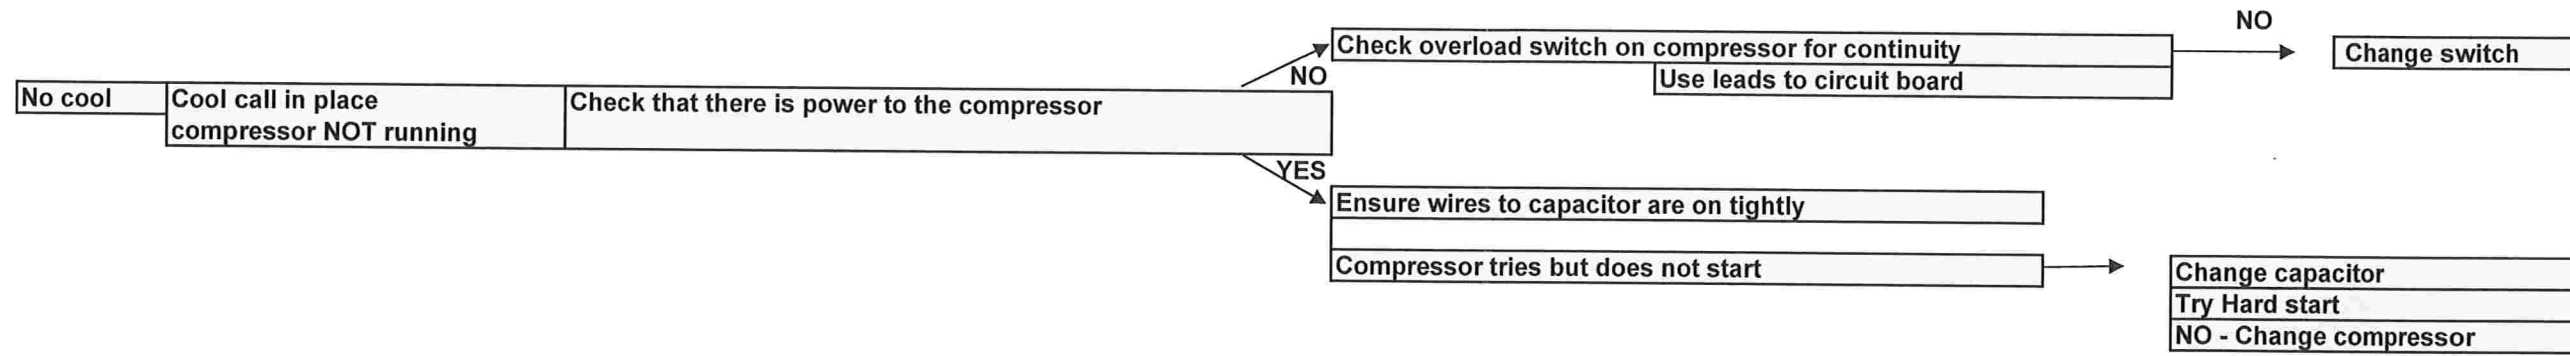 NO
Check overload switch on compressor for continuity
Change switch
NO
Use leads to circuit board
No cool
Cool call in place
compressor NOT running
Check that there is power to the compressor
YES
Ensure wires to capacitor are on tightly
Compressor tries but does not start
Change capacitor
Try Hard start
NO - Change compressor